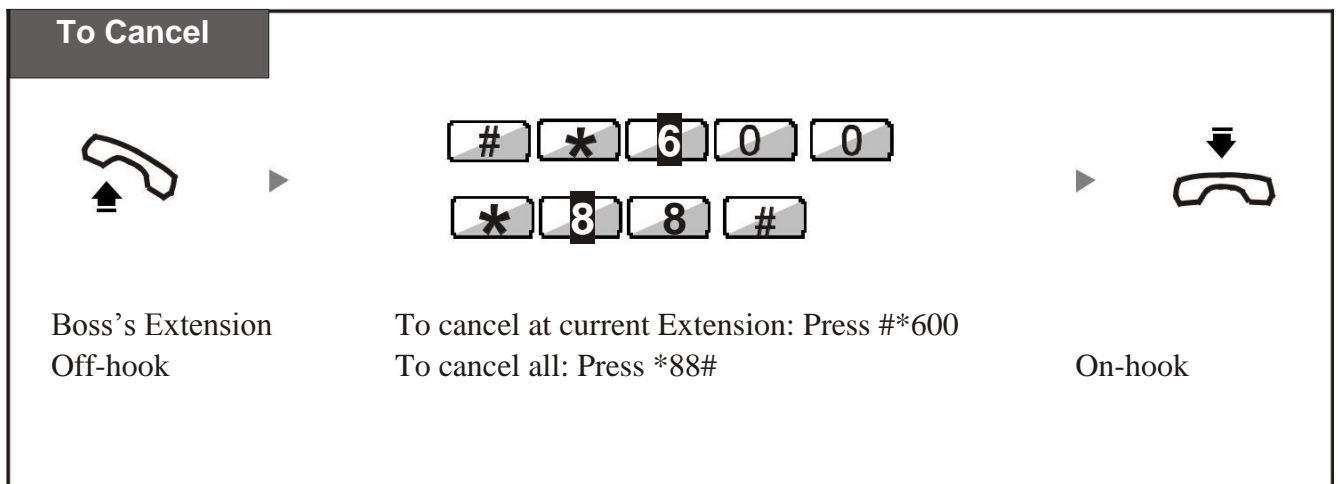 To Cancel
# * 6 0 0
* 8 8 #
Boss’s Extension To cancel at current Extension: Press #*600
Off-hook To cancel all: Press *88# On-hook